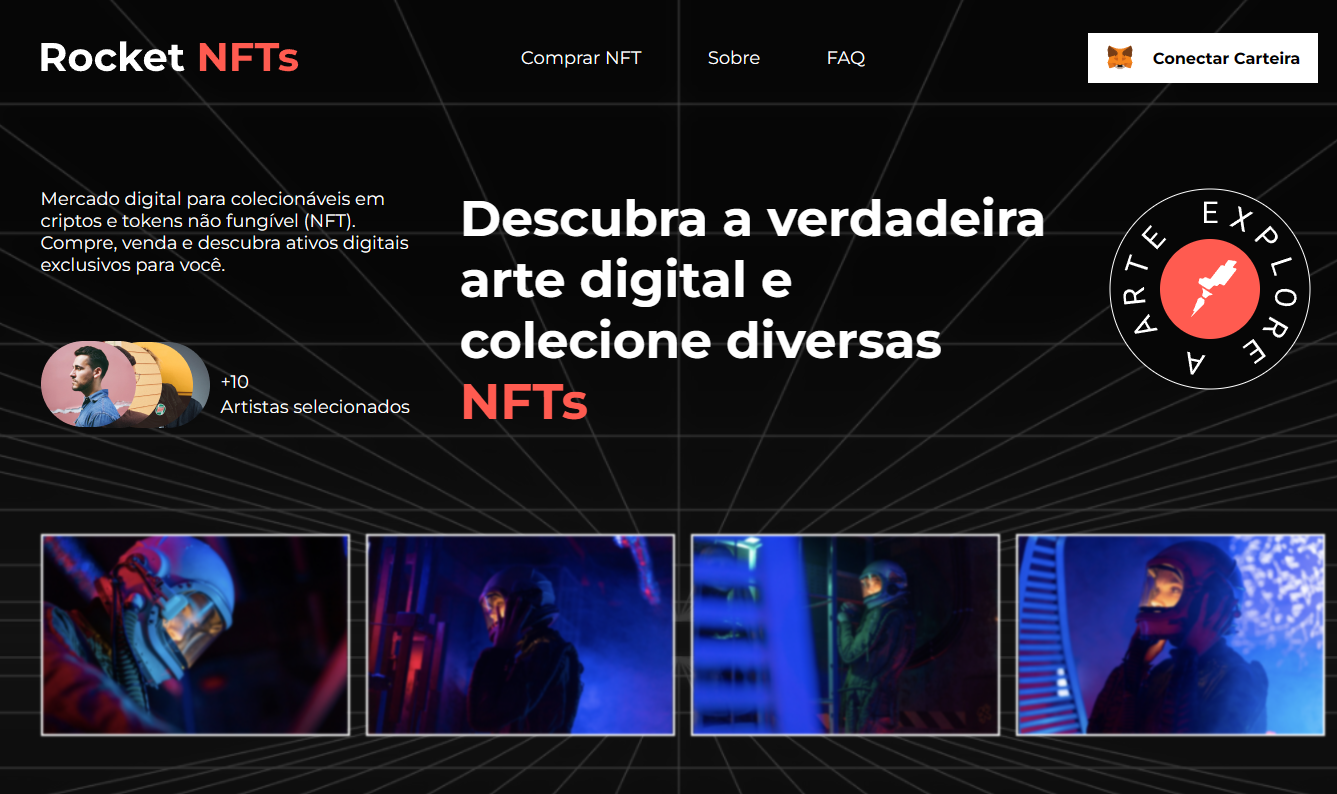 Rocket NFTs
Comprar NFT
Sobre
FAQ
Conectar Carteira
Mercado digital para colecionáveis em
criptos e tokens não fungível (NFT).
Compre, venda e descubra ativos digitais
exclusivos para você.
+10
Artistas selecionados
Descubra a verdadeira
arte digital e
colecione diversas
NFTs
EXPLORE A ARTE